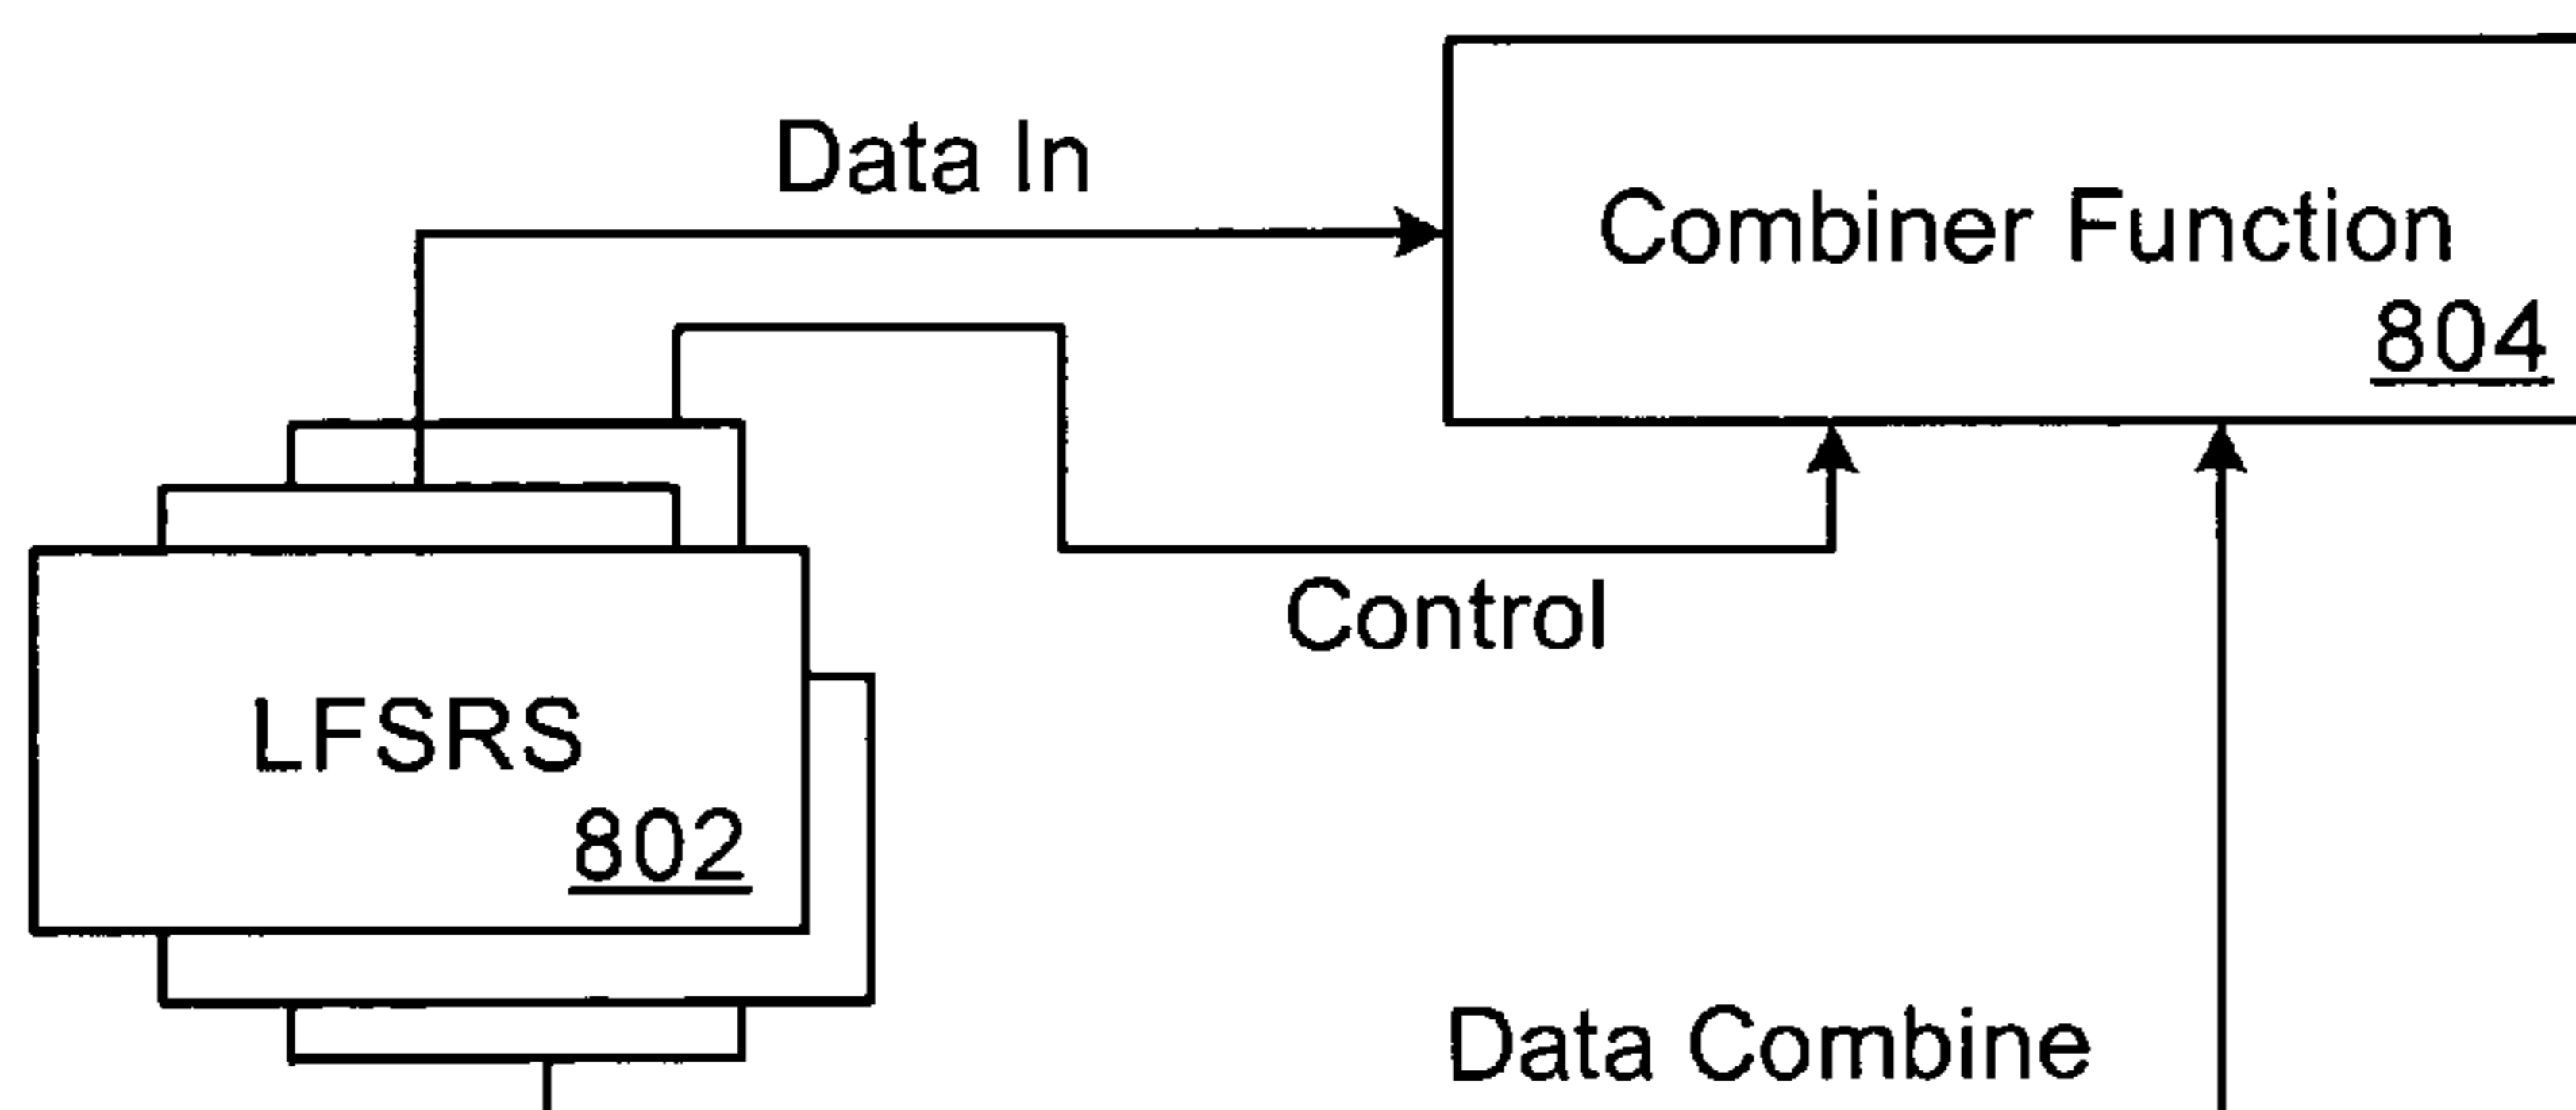 Data In
Combiner Function
804
Control
LFSRS
802
Data Combine